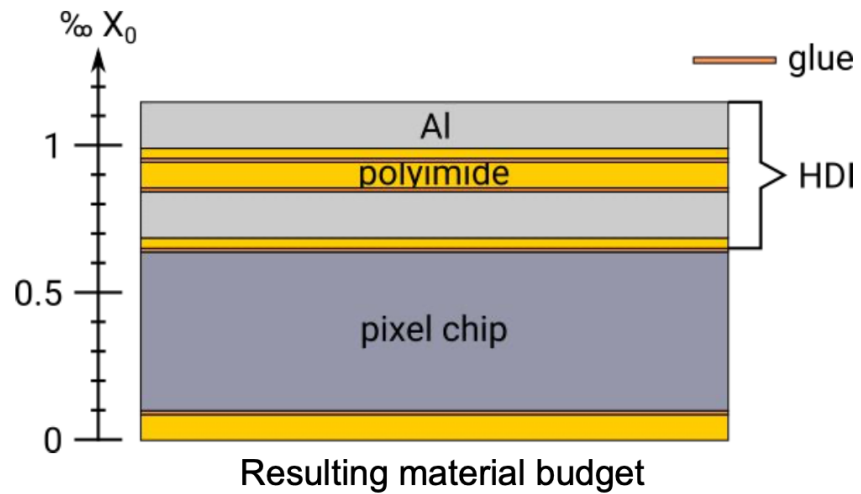 ‰ X₀
glue
Al
1
polyimide
HDI
0.5
pixel chip
0
Resulting material budget